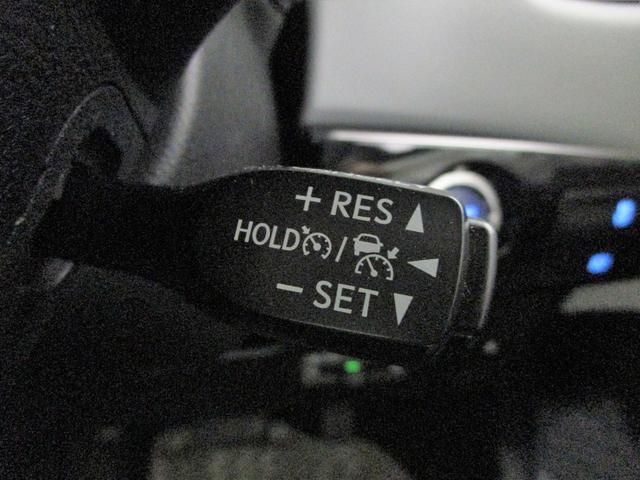 + RES
HOLD /
− SET